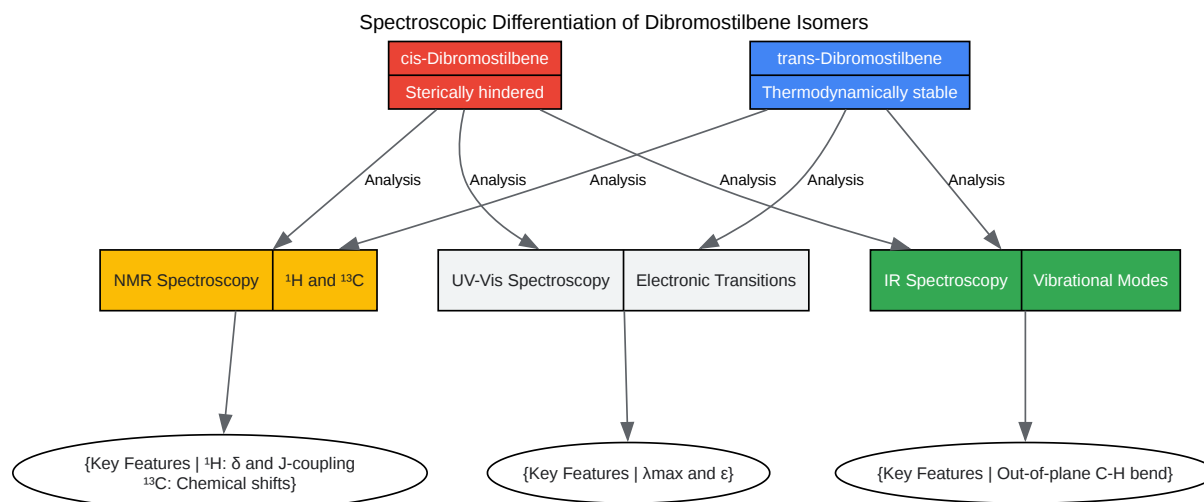 Spectroscopic Differentiation of Dibromostilbene Isomers
cis-Dibromostilbene
Sterically hindered
trans-Dibromostilbene
Thermodynamically stable
Analysis
Analysis
Analysis
Analysis
Analysis
Analysis
NMR Spectroscopy
¹H and ¹³C
UV-Vis Spectroscopy
Electronic Transitions
IR Spectroscopy
Vibrational Modes
{Key Features | ¹H: δ and J-coupling
¹³C: Chemical shifts}
{Key Features | λmax and ε}
{Key Features | Out-of-plane C-H bend}